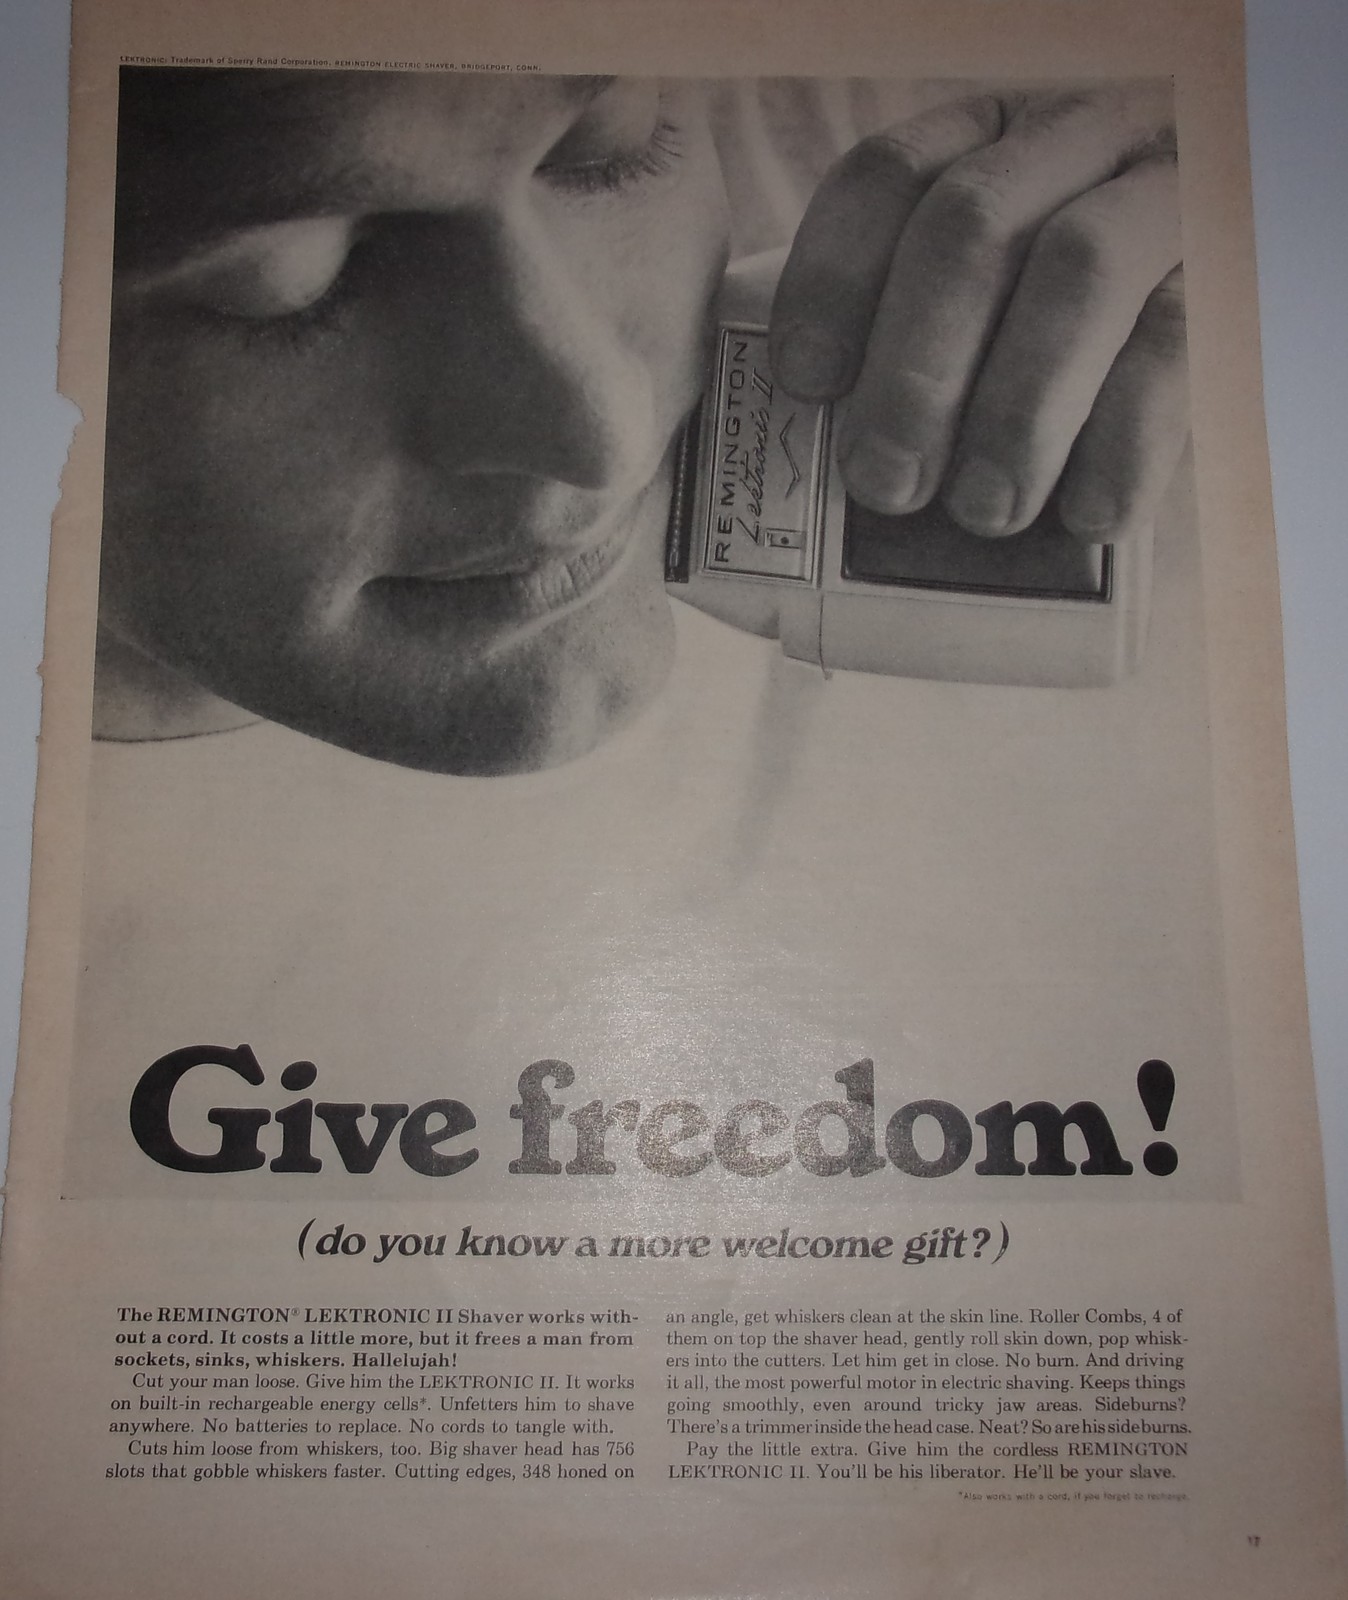 LEKTRONIC: Trademark of Sperry Rand Corporation, REMINGTON ELECTRIC SHAVER, BRIDGEPORT, CONN.
REMINGTON
Lektronic II
Give freedom!
(do you know a more welcome gift?)
The REMINGTON® LEKTRONIC II Shaver works with-
out a cord. It costs a little more, but it frees a man from
sockets, sinks, whiskers. Hallelujah!
Cut your man loose. Give him the LEKTRONIC II. It works
on built-in rechargeable energy cells*. Unfetters him to shave
anywhere. No batteries to replace. No cords to tangle with.
Cuts him loose from whiskers, too. Big shaver head has 756
slots that gobble whiskers faster. Cutting edges, 348 honed on
an angle, get whiskers clean at the skin line. Roller Combs, 4 of
them on top the shaver head, gently roll skin down, pop whisk-
ers into the cutters. Let him get in close. No burn. And driving
it all, the most powerful motor in electric shaving. Keeps things
going smoothly, even around tricky jaw areas. Sideburns?
There's a trimmer inside the head case. Neat? So are his sideburns.
Pay the little extra. Give him the cordless REMINGTON
LEKTRONIC II. You'll be his liberator. He'll be your slave.
*Also works with a cord, if you forget to recharge.
17